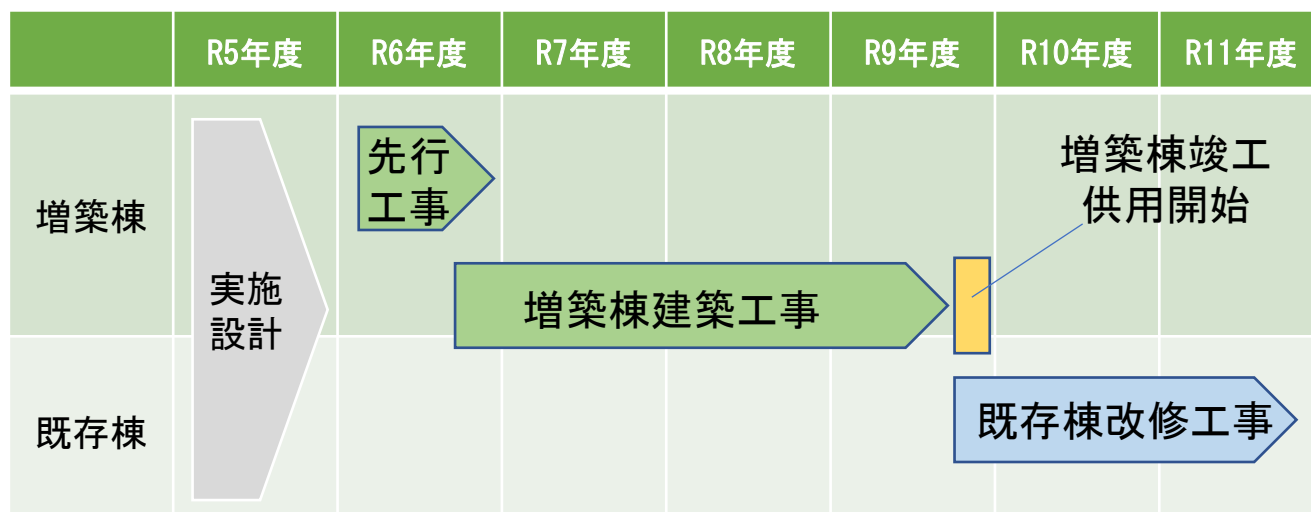 R5年度 R6年度 R7年度 R8年度 R9年度 R10年度 R11年度
増築棟
実施
設計
先行
工事
増築棟建築工事
増築棟竣工
供用開始
既存棟
既存棟改修工事